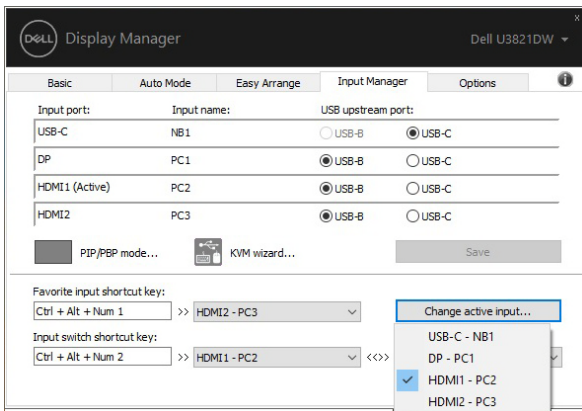 DELL Display Manager Dell U3821DW
Basic Auto Mode Easy Arrange Input Manager Options
Input port: Input name: USB upstream port:
USB-C NB1 USB-B USB-C
DP PC1 USB-B USB-C
HDMI1 (Active) PC2 USB-B USB-C
HDMI2 PC3 USB-B USB-C
PIP/PBP mode... KVM wizard... Save
Favorite input shortcut key:
Ctrl + Alt + Num 1 >> HDMI2 - PC3 Change active input...
Input switch shortcut key:
Ctrl + Alt + Num 2 >> HDMI1 - PC2 <<>>
USB-C - NB1
DP - PC1
HDMI1 - PC2
HDMI2 - PC3